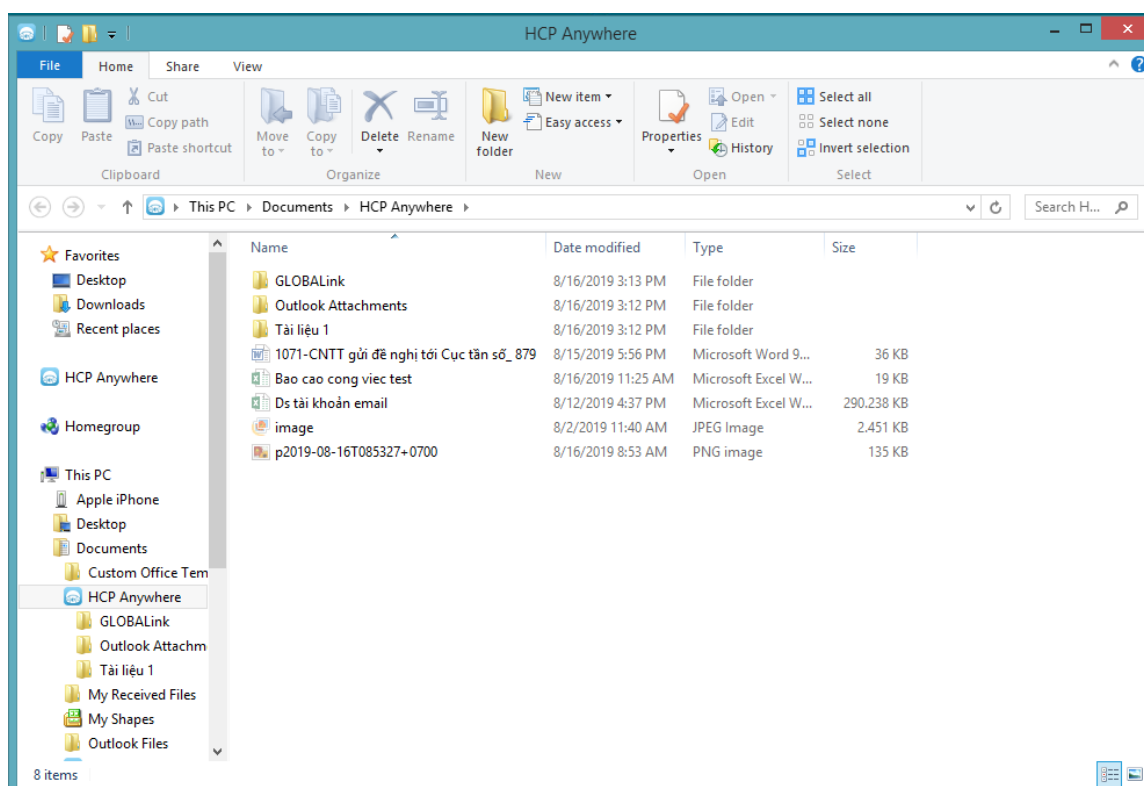 HCP Anywhere
File Home Share View
Copy
Paste
Cut
Copy path
Paste shortcut
Clipboard
Move to
Copy to
Delete
Rename
Organize
New folder
New item
Easy access
New
Properties
Open
Edit
History
Open
Select all
Select none
Invert selection
Select
This PC Documents HCP Anywhere
Search H...
Favorites
Desktop
Downloads
Recent places
HCP Anywhere
Homegroup
This PC
Apple iPhone
Desktop
Documents
Custom Office Tem
HCP Anywhere
GLOBALink
Outlook Attachm
Tài liệu 1
My Received Files
My Shapes
Outlook Files
Name Date modified Type Size
GLOBALink 8/16/2019 3:13 PM File folder
Outlook Attachments 8/16/2019 3:12 PM File folder
Tài liệu 1 8/16/2019 3:12 PM File folder
1071-CNTT gửi đề nghị tới Cục tần số_ 879 8/15/2019 5:56 PM Microsoft Word 9... 36 KB
Bao cao cong viec test 8/16/2019 11:25 AM Microsoft Excel W... 19 KB
Ds tài khoản email 8/12/2019 4:37 PM Microsoft Excel W... 290.238 KB
image 8/2/2019 11:40 AM JPEG Image 2.451 KB
p2019-08-16T085327+0700 8/16/2019 8:53 AM PNG image 135 KB
8 items